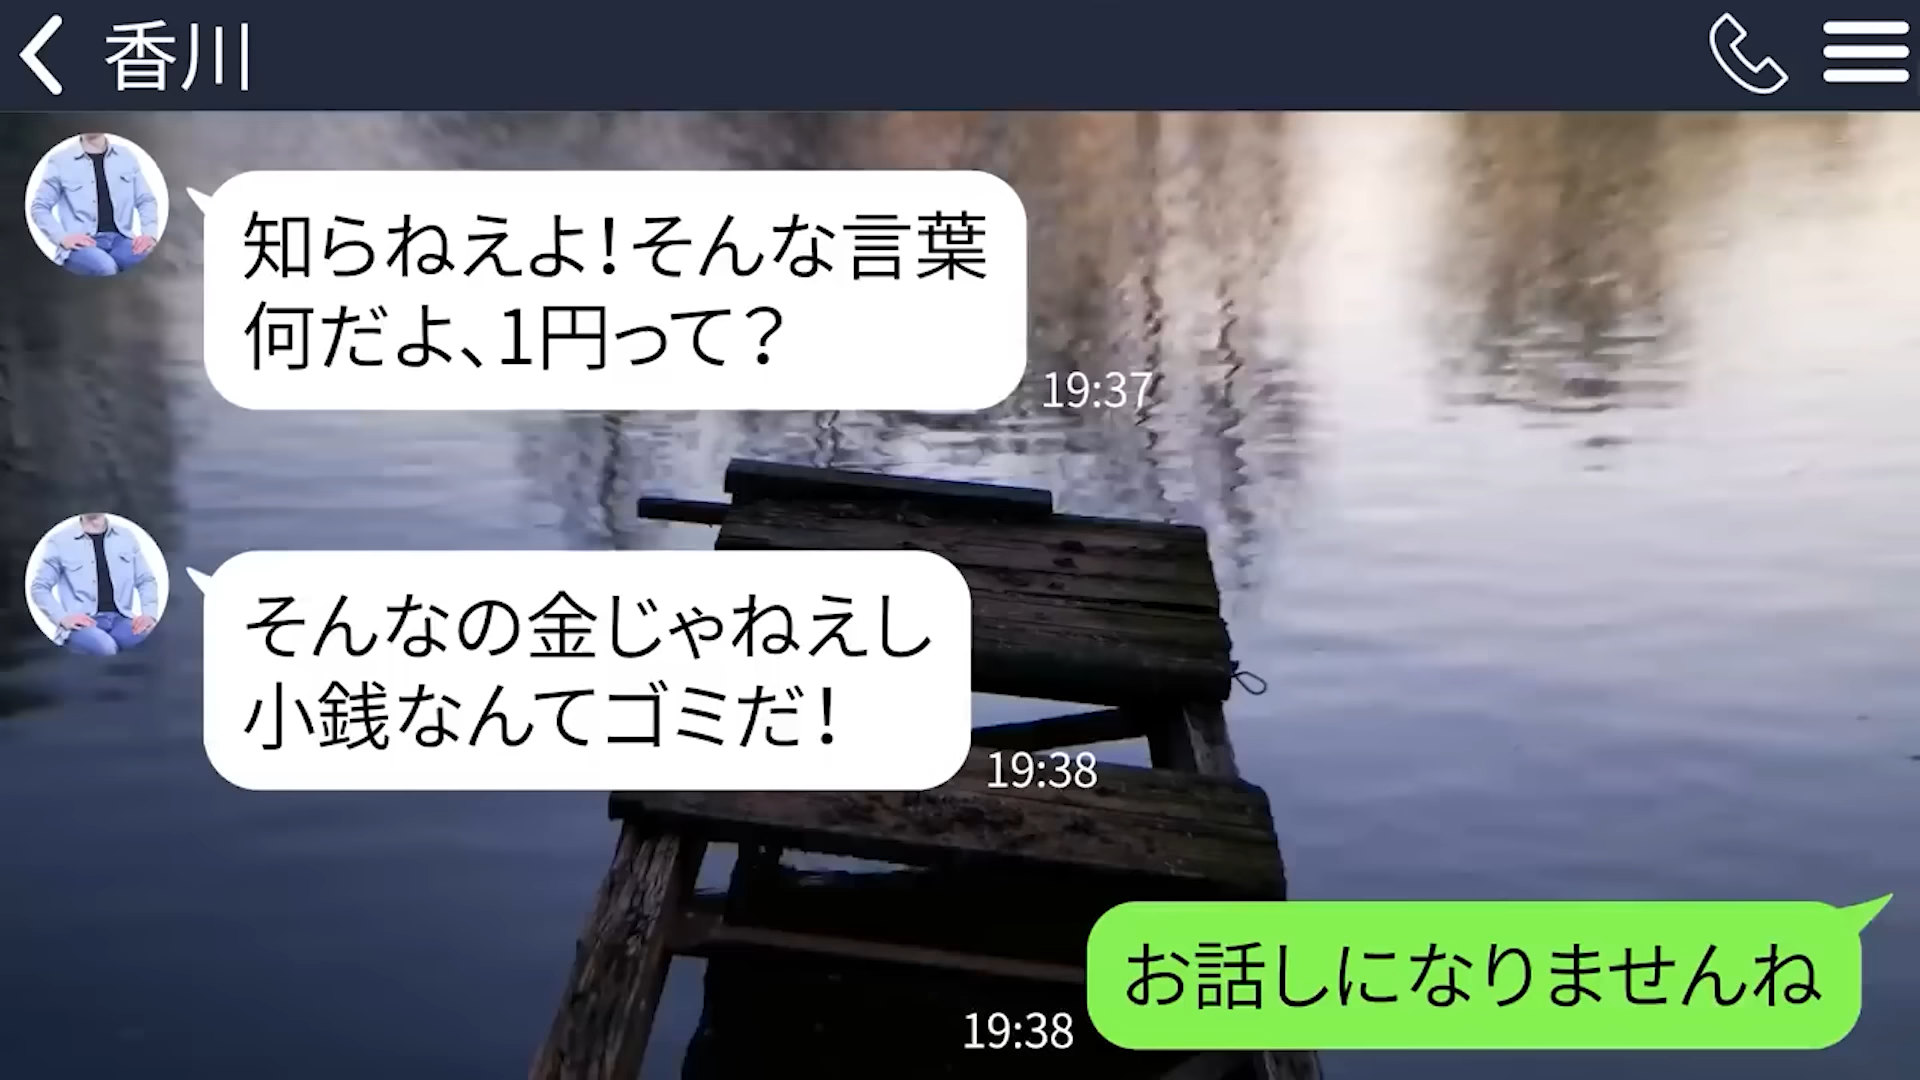 香川
知らねえよ！そんな言葉
何だよ、1円って？
19:37
そんなの金じゃねえし
小銭なんてゴミだ！
19:38
お話しになりませんね
19:38